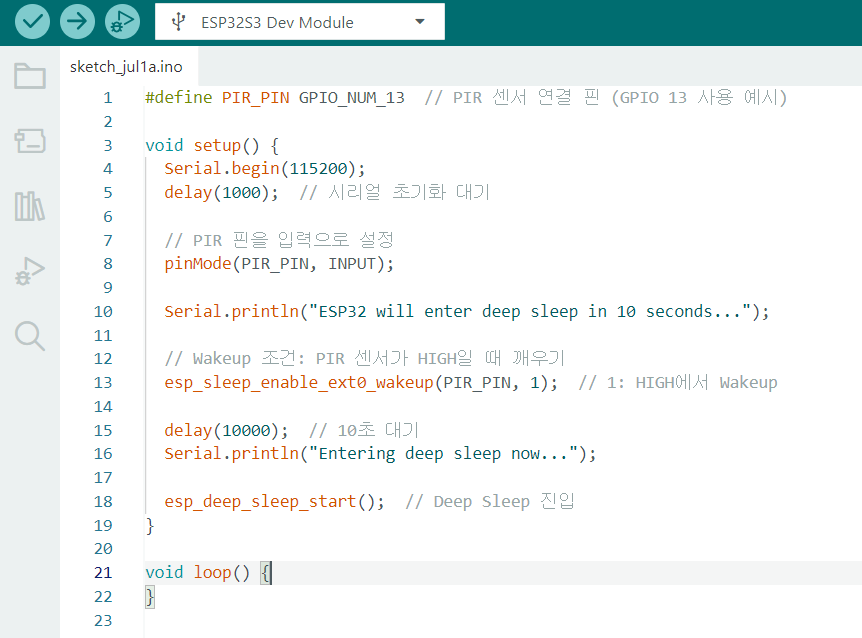 ESP32S3 Dev Module
sketch_jul1a.ino
1 #define PIR_PIN GPIO_NUM_13  // PIR 센서 연결 핀 (GPIO 13 사용 예시)
2
3 void setup() {
4   Serial.begin(115200);
5   delay(1000);  // 시리얼 초기화 대기
6
7   // PIR 핀을 입력으로 설정
8   pinMode(PIR_PIN, INPUT);
9
10   Serial.println("ESP32 will enter deep sleep in 10 seconds...");
11
12   // Wakeup 조건: PIR 센서가 HIGH일 때 깨우기
13   esp_sleep_enable_ext0_wakeup(PIR_PIN, 1);  // 1: HIGH에서 Wakeup
14
15   delay(10000);  // 10초 대기
16   Serial.println("Entering deep sleep now...");
17
18   esp_deep_sleep_start();  // Deep Sleep 진입
19 }
20
21 void loop() {
22 }
23